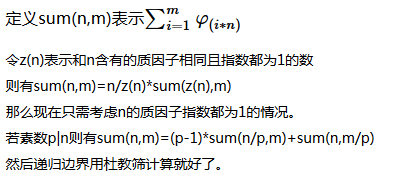 定义sum(n,m)表示∑_{i=1}^{m} φ_{(i*n)}
令z(n)表示和n含有的质因子相同且指数都为1的数
则有sum(n,m)=n/z(n)*sum(z(n),m)
那么现在只需考虑n的质因子指数都为1的情况。
若素数p|n则有sum(n,m)=(p-1)*sum(n/p,m)+sum(n,m/p)
然后递归边界用杜教筛计算就好了。